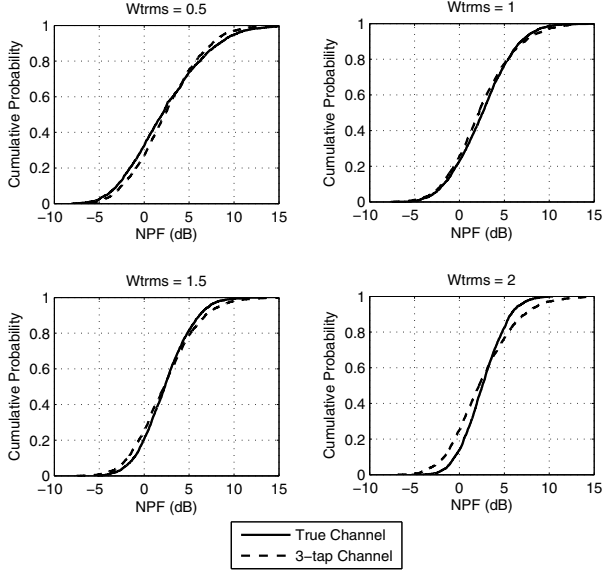 Wtrms = 0.5
1
0.8
0.6
0.4
0.2
0
−10 −5 0 5 10 15
NPF (dB)
Cumulative Probability
Wtrms = 1
1
0.8
0.6
0.4
0.2
0
−10 −5 0 5 10 15
NPF (dB)
Cumulative Probability
Wtrms = 1.5
1
0.8
0.6
0.4
0.2
0
−10 −5 0 5 10 15
NPF (dB)
Cumulative Probability
Wtrms = 2
1
0.8
0.6
0.4
0.2
0
−10 −5 0 5 10 15
NPF (dB)
Cumulative Probability
True Channel
3-tap Channel